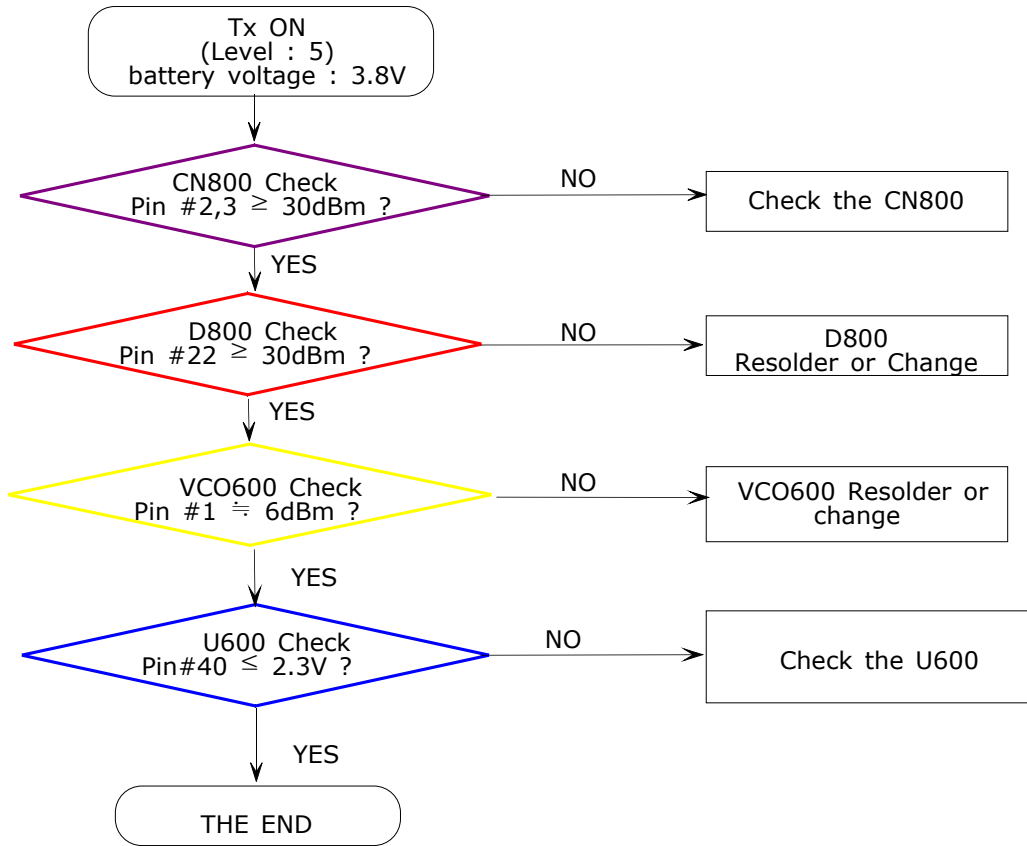 Tx ON
(Level : 5)
battery voltage : 3.8V
CN800 Check
Pin #2,3 ≥ 30dBm ?
NO
Check the CN800
YES
D800 Check
Pin #22 ≥ 30dBm ?
NO
D800
Resolder or Change
YES
VCO600 Check
Pin #1 ≒ 6dBm ?
NO
VCO600 Resolder or
change
YES
U600 Check
Pin#40 ≤ 2.3V ?
NO
Check the U600
YES
THE END